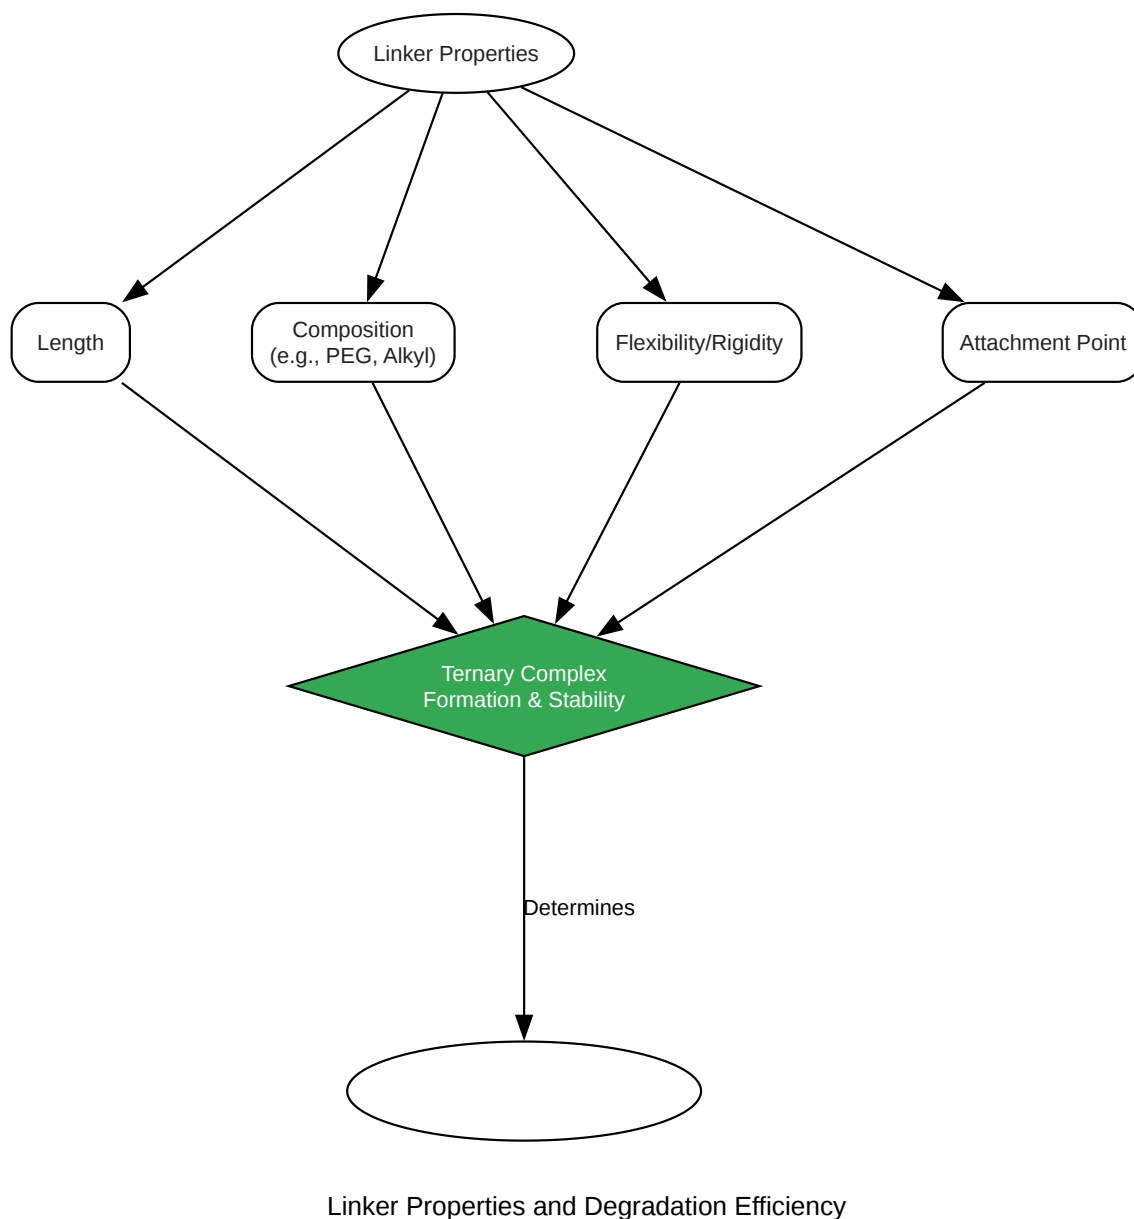 Linker Properties
Length
Composition
(e.g., PEG, Alkyl)
Flexibility/Rigidity
Attachment Point
Ternary Complex
Formation & Stability
Determines
Linker Properties and Degradation Efficiency